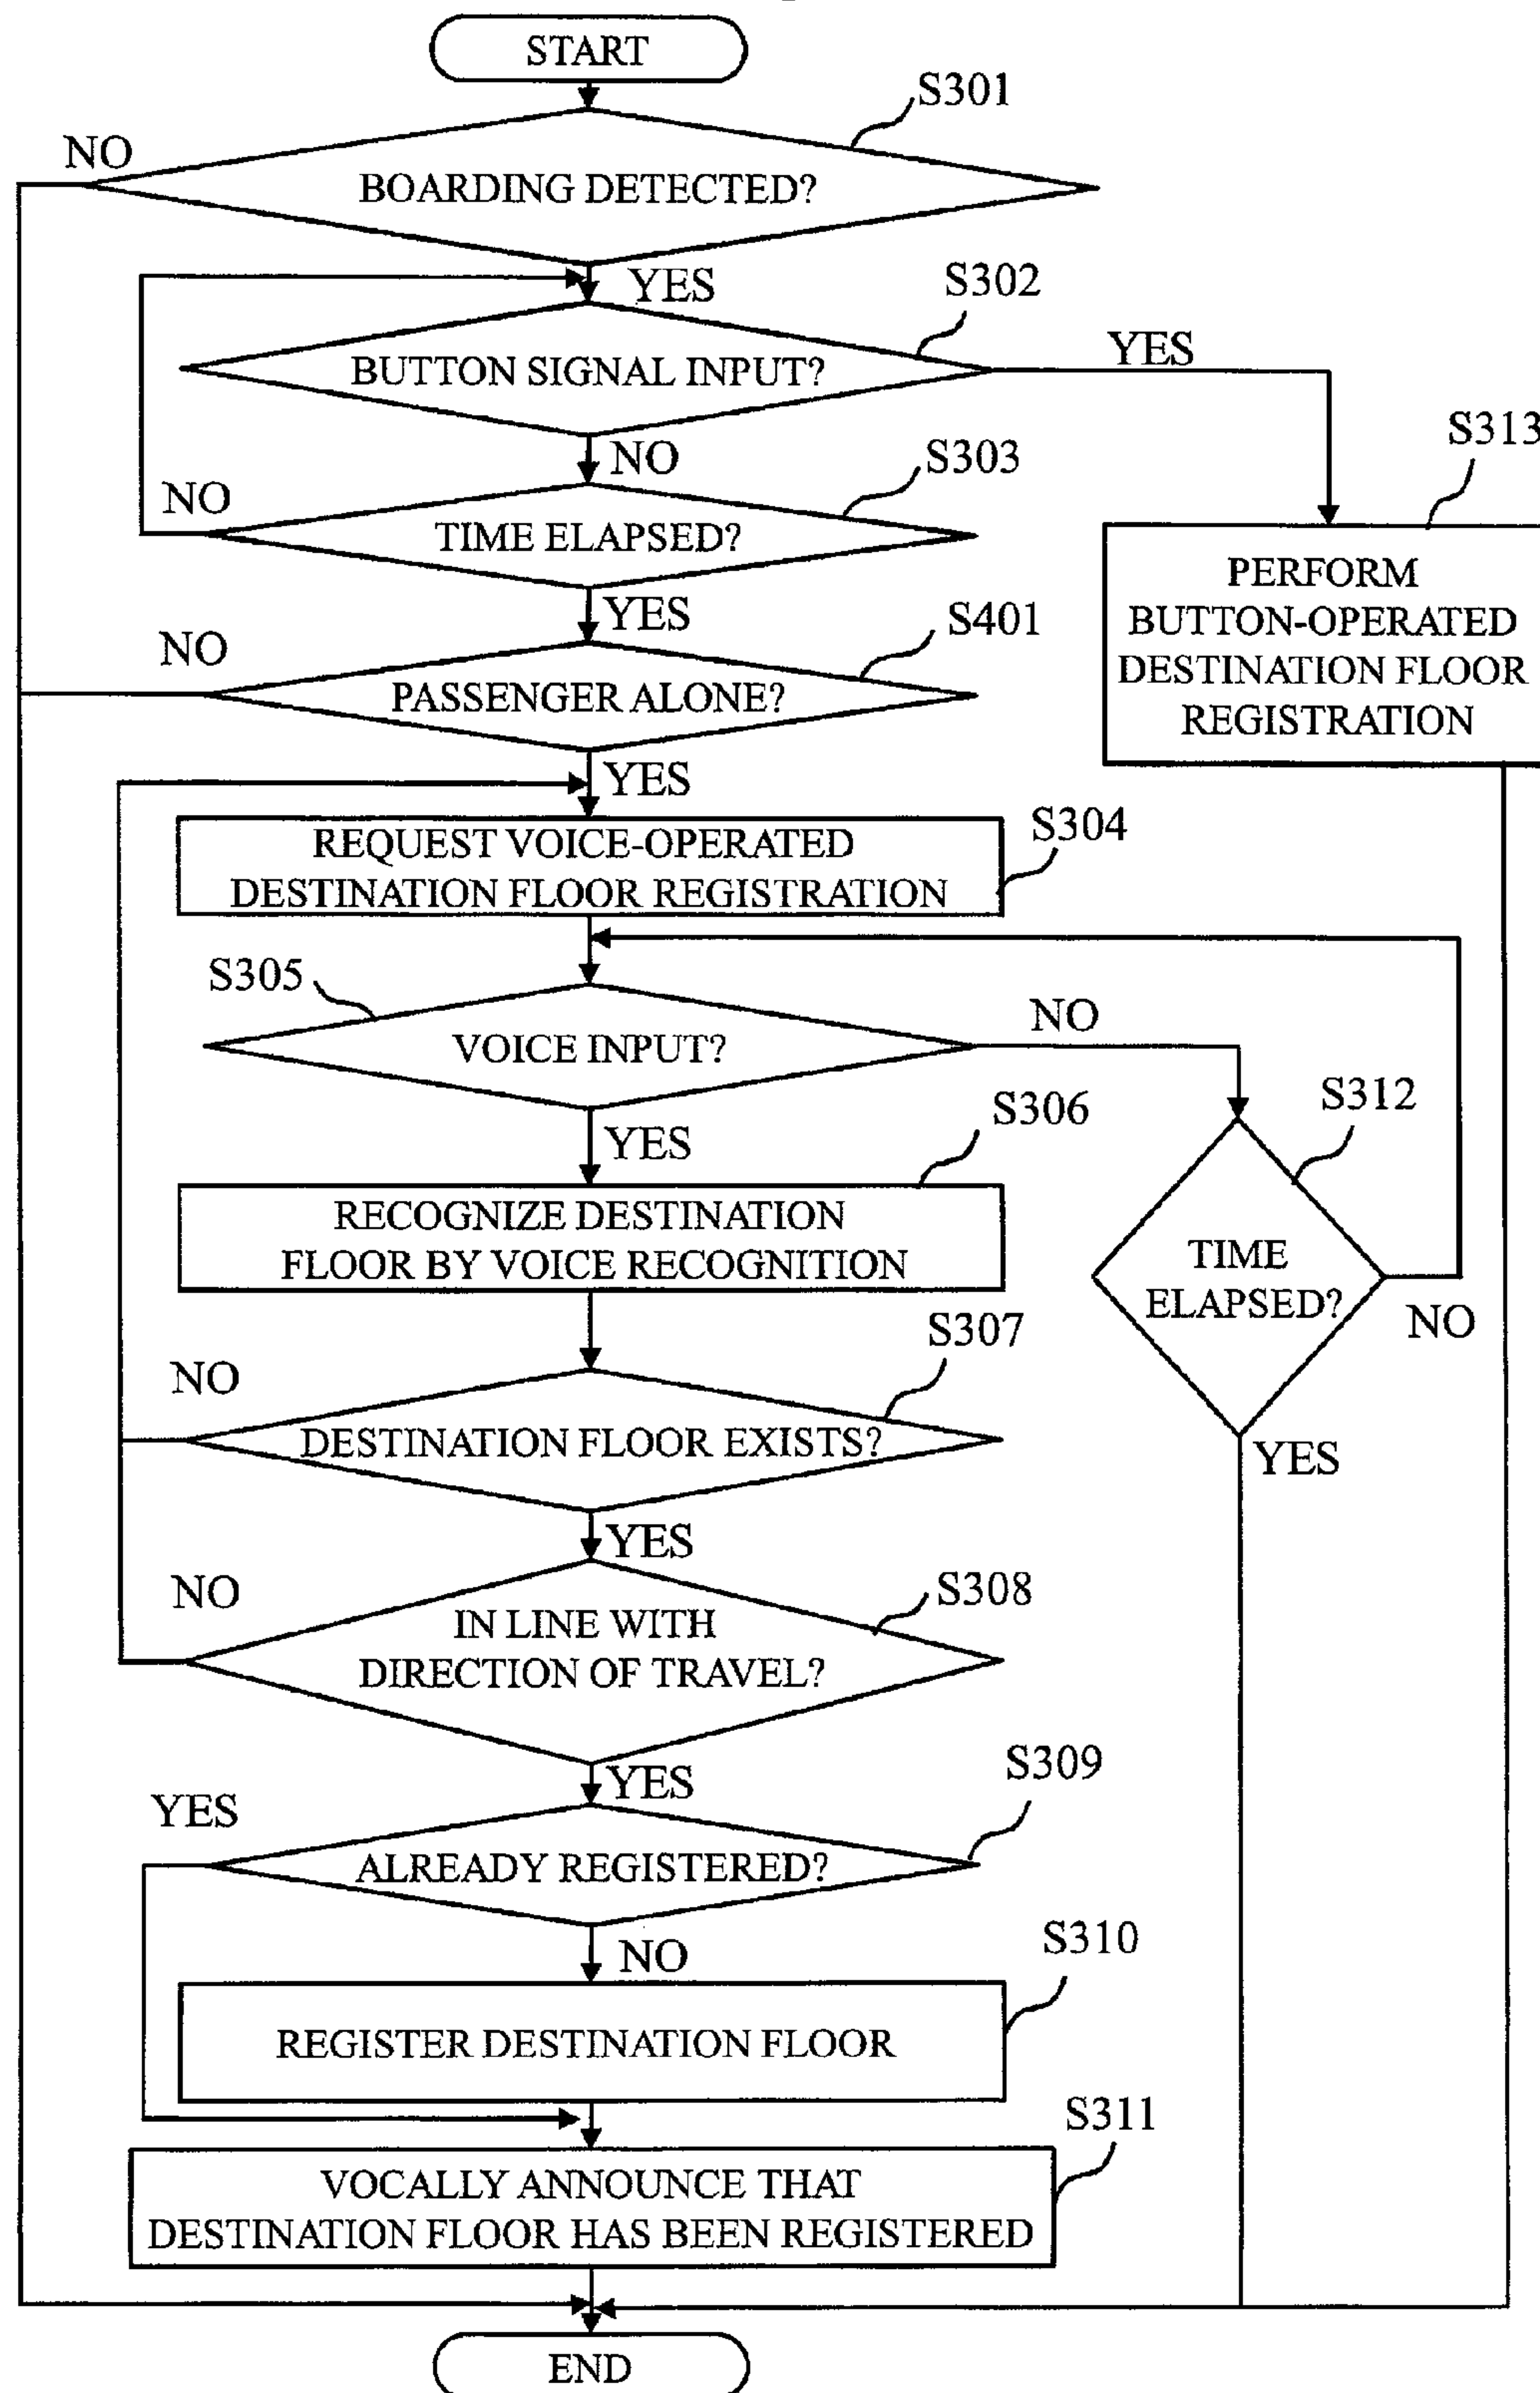 START
S301
NO
BOARDING DETECTED?
YES
S302
BUTTON SIGNAL INPUT?
YES
NO
S303
NO
TIME ELAPSED?
S313
PERFORM
BUTTON-OPERATED
DESTINATION FLOOR
REGISTRATION
YES
S401
NO
PASSENGER ALONE?
YES
S304
REQUEST VOICE-OPERATED
DESTINATION FLOOR REGISTRATION
S305
VOICE INPUT?
NO
S312
TIME
ELAPSED?
NO
YES
YES
S306
RECOGNIZE DESTINATION
FLOOR BY VOICE RECOGNITION
S307
NO
DESTINATION FLOOR EXISTS?
YES
S308
NO
IN LINE WITH
DIRECTION OF TRAVEL?
YES
S309
YES
ALREADY REGISTERED?
NO
S310
REGISTER DESTINATION FLOOR
S311
VOCALLY ANNOUNCE THAT
DESTINATION FLOOR HAS BEEN REGISTERED
END